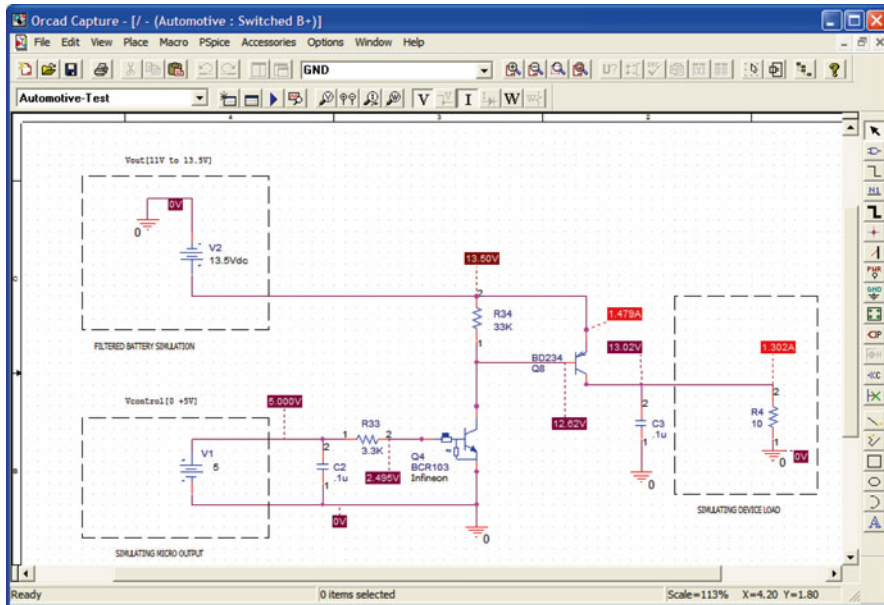 Orcad Capture - [/ - (Automotive : Switched B+)]
File Edit View Place Macro PSpice Accessories Options Window Help
GND
U?
Automotive-Test
V I W
4 3 2
Vout[11V to 13.5V]
0V
0
V2
13.5Vdc
13.50V
2
R34
33K
1
1.479A
FILTERED BATTERY SIMULATION
BD234
Q8
13.02V
1.302A
Vcontrol[0 +5V]
5.000V
12.62V
2
C3
.1u
1
2
R4
10
1
0V
0
R33
1 2
3.3K
V1
5
2
C2
.1u
1
2.495V
Q4
BCR103
Infineon
0
0V
0
SIMULATING DEVICE LOAD
SIMULATING MICRO OUTPUT
C
B
N1
PWR
GND
Ready
0 items selected
Scale=113% X=4.20 Y=1.80